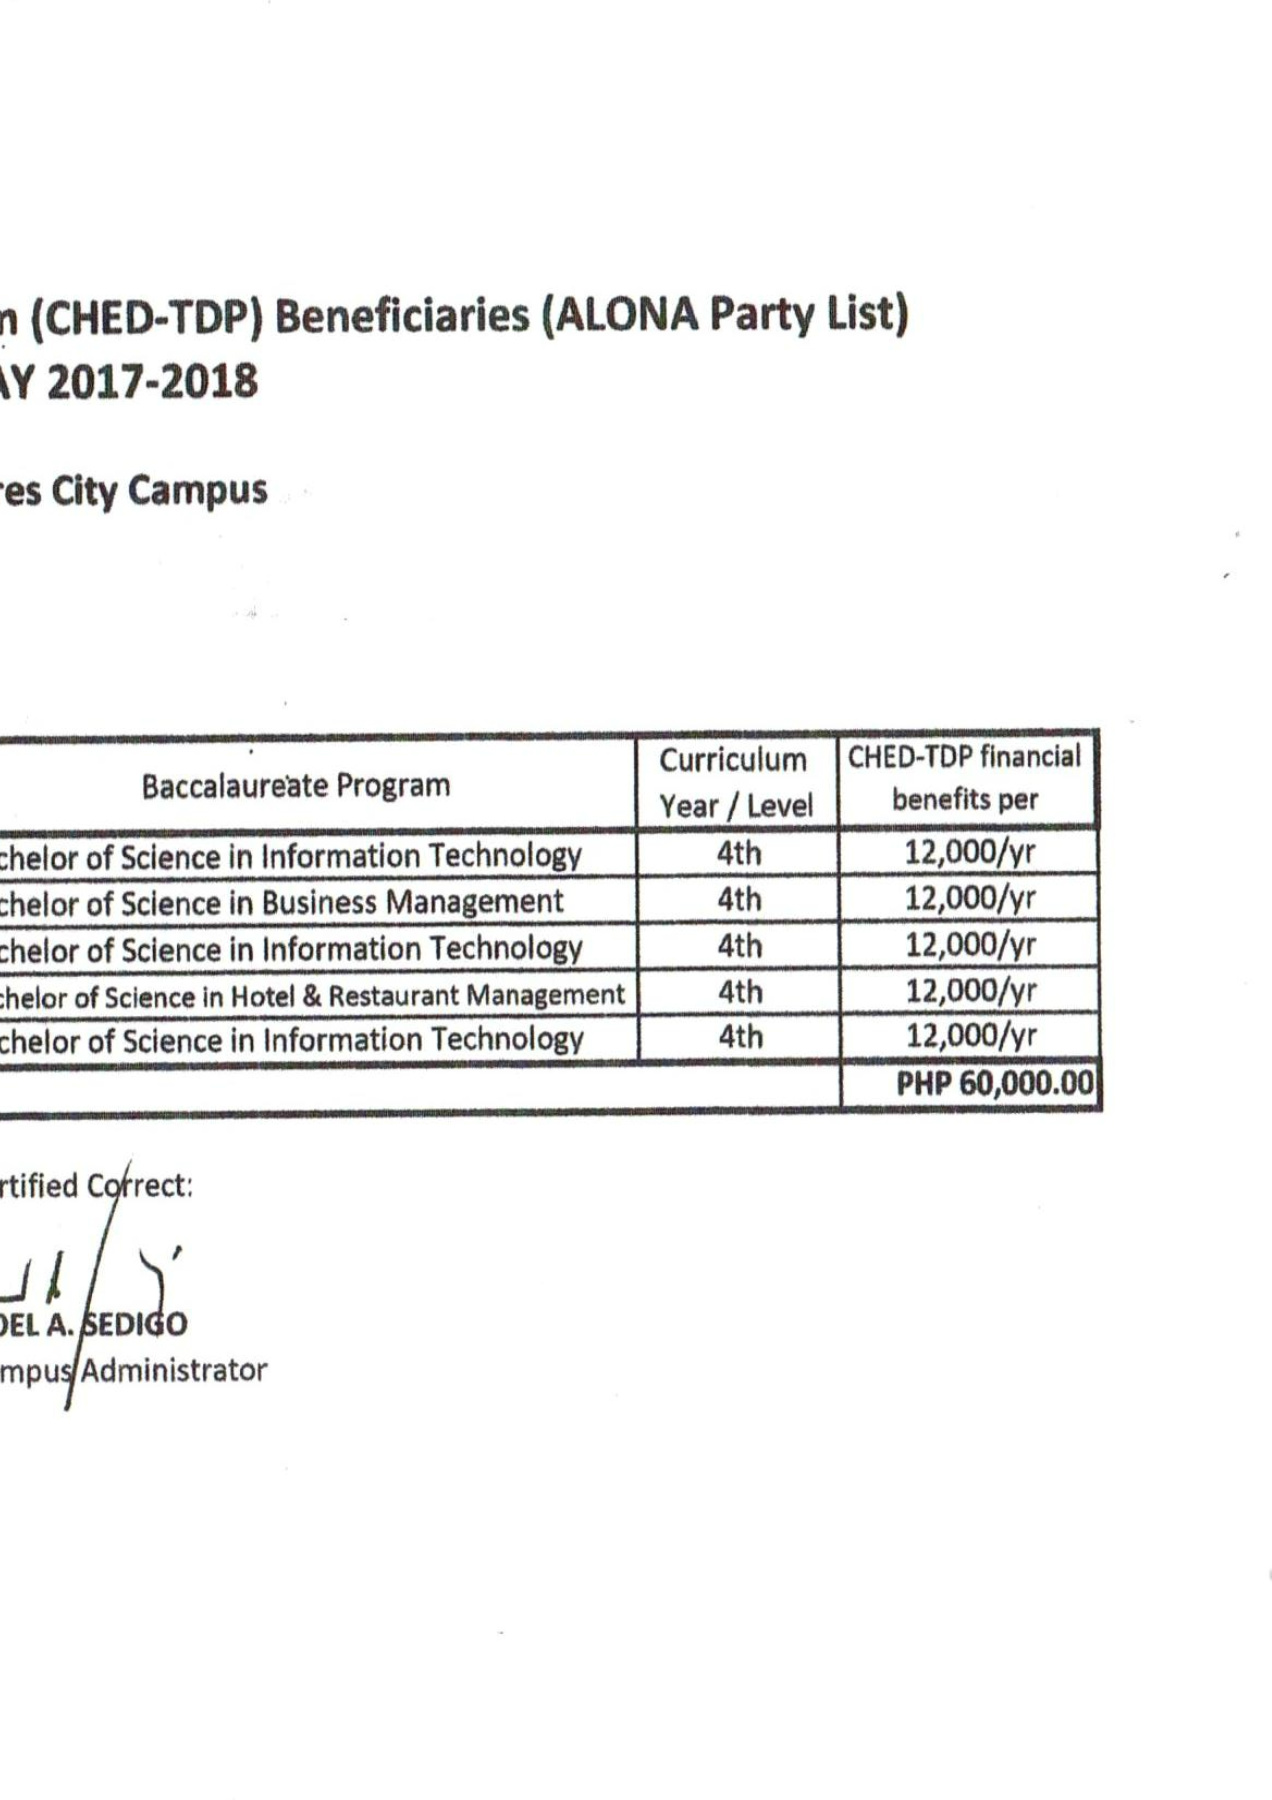 (CHED-TDP) Beneficiaries (ALONA Party List)
AY 2017-2018
res City Campus
Baccalaureate Program
Curriculum Year / Level
CHED-TDP financial benefits per
chelor of Science in Information Technology 4th 12,000/yr
chelor of Science in Business Management 4th 12,000/yr
chelor of Science in Information Technology 4th 12,000/yr
chelor of Science in Hotel & Restaurant Management 4th 12,000/yr
chelor of Science in Information Technology 4th 12,000/yr
PHP 60,000.00
rtified Correct:
DEL A. SEDIGO
mpus Administrator